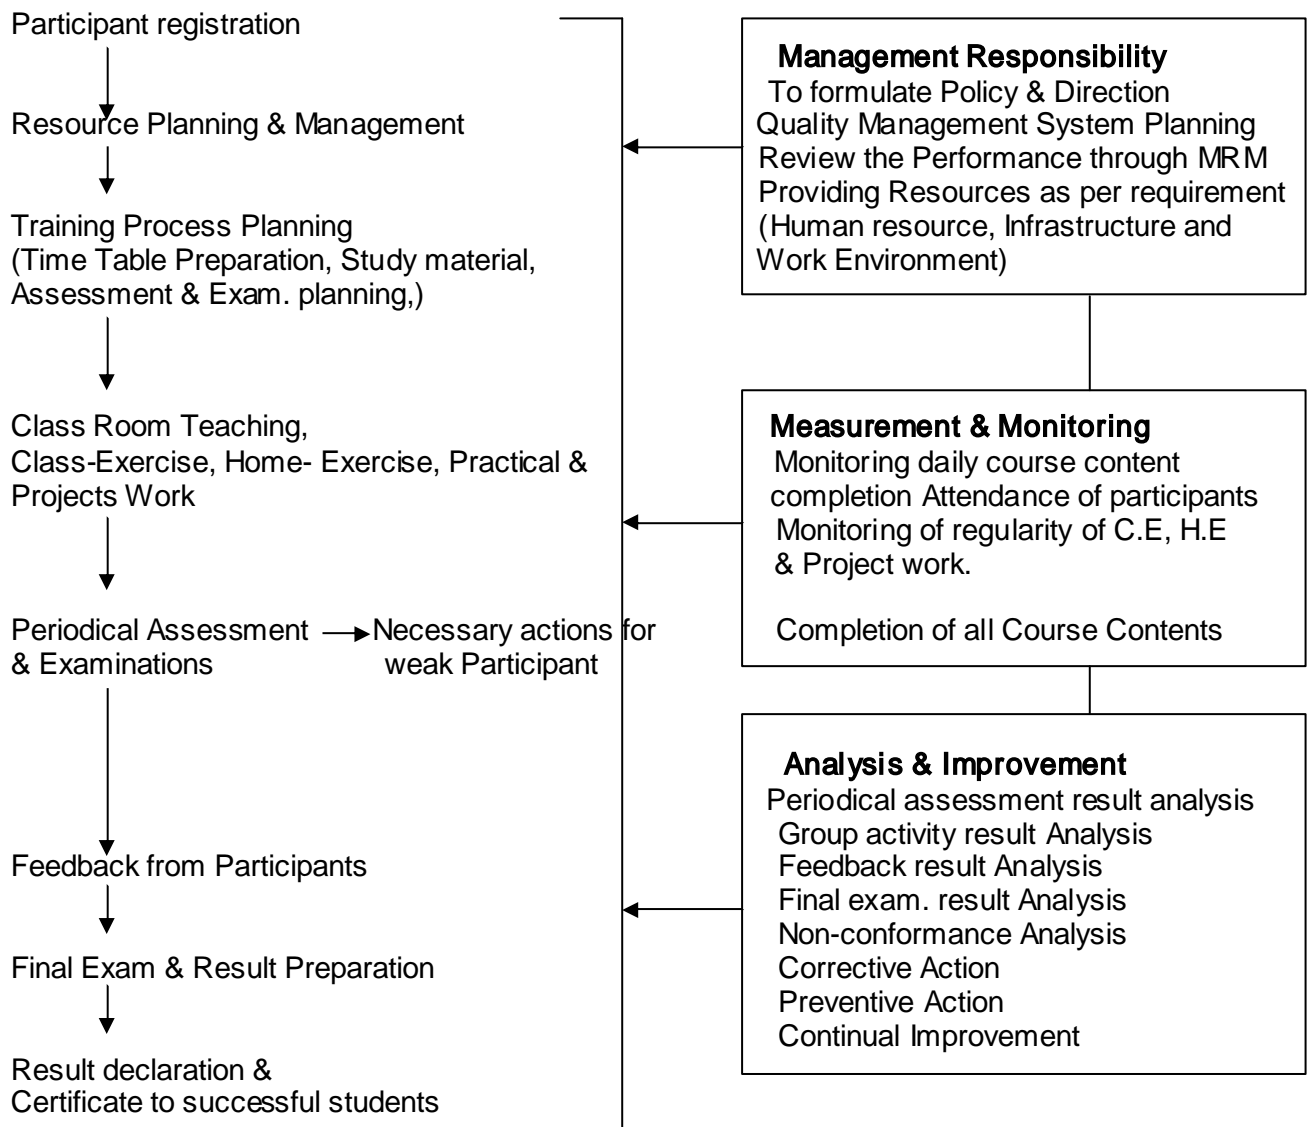 Participant registration
Resource Planning & Management
Training Process Planning
(Time Table Preparation, Study material,
Assessment & Exam. planning,)
Class Room Teaching,
Class-Exercise, Home- Exercise, Practical &
Projects Work
Periodical Assessment
& Examinations
Necessary actions for
weak Participant
Feedback from Participants
Final Exam & Result Preparation
Result declaration &
Certificate to successful students
Management Responsibility
To formulate Policy & Direction
Quality Management System Planning
Review the Performance through MRM
Providing Resources as per requirement
(Human resource, Infrastructure and
Work Environment)
Measurement & Monitoring
Monitoring daily course content
completion Attendance of participants
Monitoring of regularity of C.E, H.E
& Project work.
Completion of all Course Contents
Analysis & Improvement
Periodical assessment result analysis
Group activity result Analysis
Feedback result Analysis
Final exam. result Analysis
Non-conformance Analysis
Corrective Action
Preventive Action
Continual Improvement